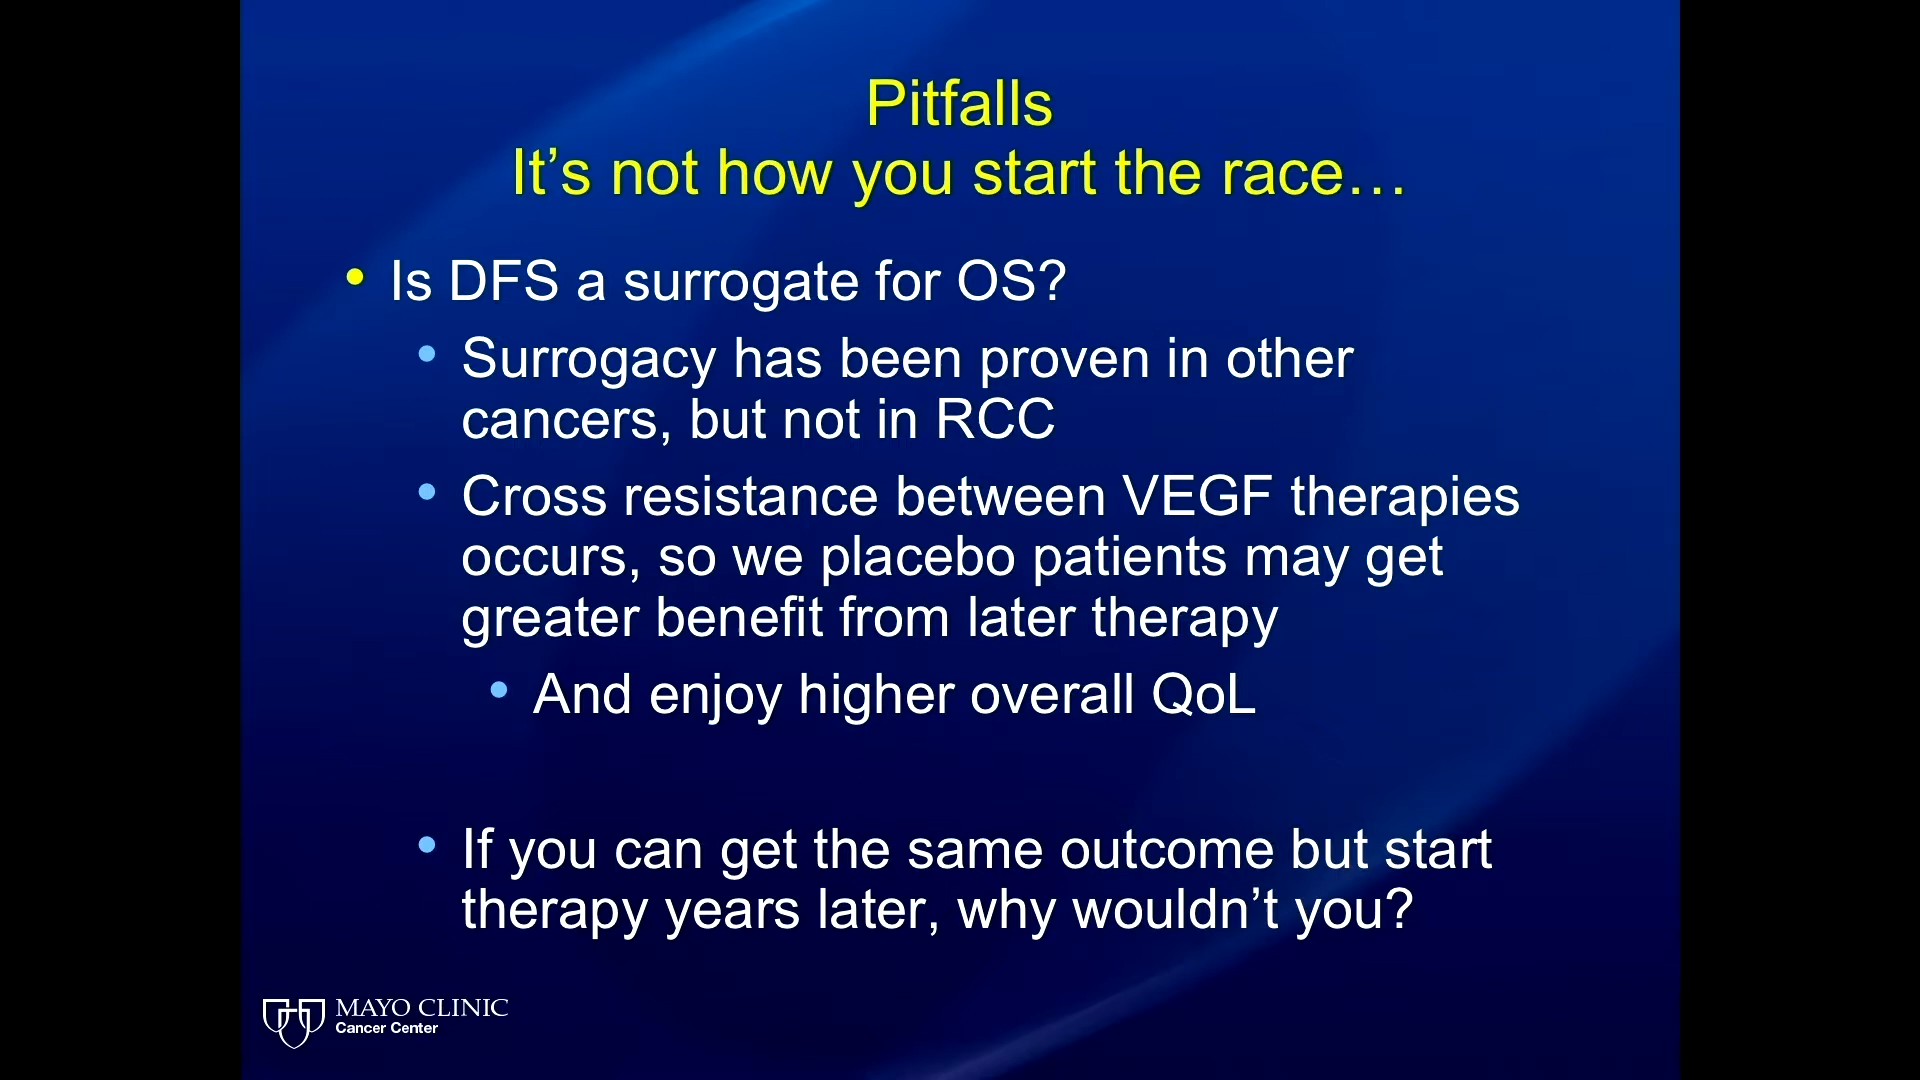 Pitfalls
It’s not how you start the race…
Is DFS a surrogate for OS?
Surrogacy has been proven in other
cancers, but not in RCC
Cross resistance between VEGF therapies
occurs, so we placebo patients may get
greater benefit from later therapy
And enjoy higher overall QoL
If you can get the same outcome but start
therapy years later, why wouldn’t you?
MAYO CLINIC
Cancer Center